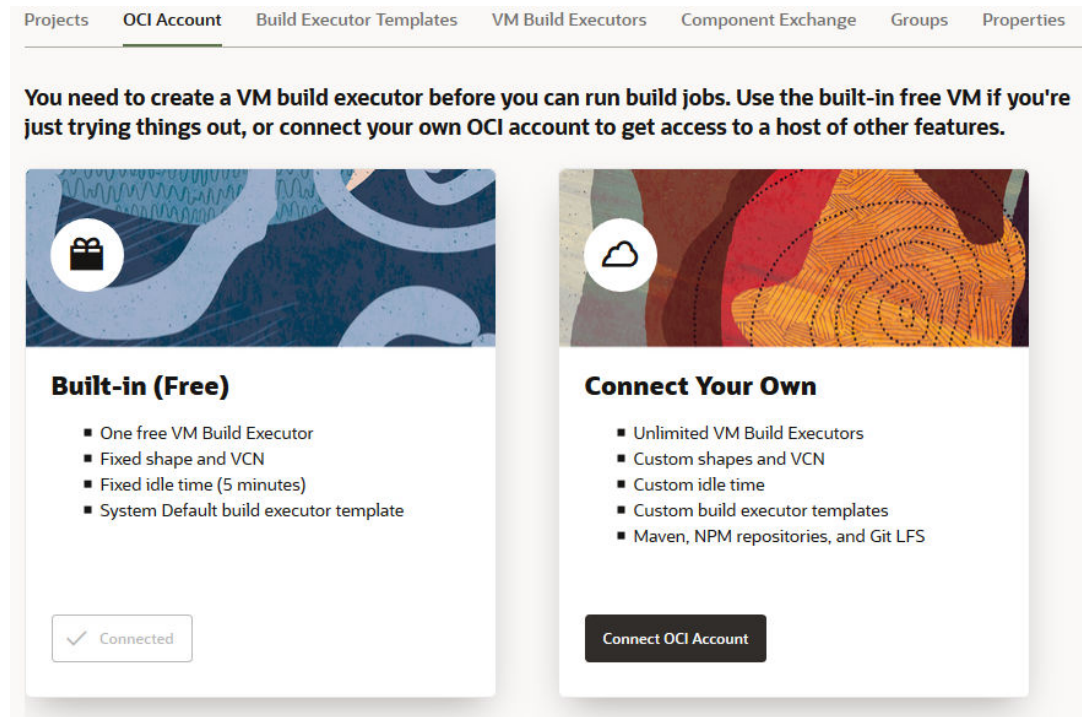 Projects OCI Account Build Executor Templates VM Build Executors Component Exchange Groups Properties
You need to create a VM build executor before you can run build jobs. Use the built-in free VM if you're
just trying things out, or connect your own OCI account to get access to a host of other features.
Built-in (Free)
■ One free VM Build Executor
■ Fixed shape and VCN
■ Fixed idle time (5 minutes)
■ System Default build executor template
Connected
Connect Your Own
■ Unlimited VM Build Executors
■ Custom shapes and VCN
■ Custom idle time
■ Custom build executor templates
■ Maven, NPM repositories, and Git LFS
Connect OCI Account